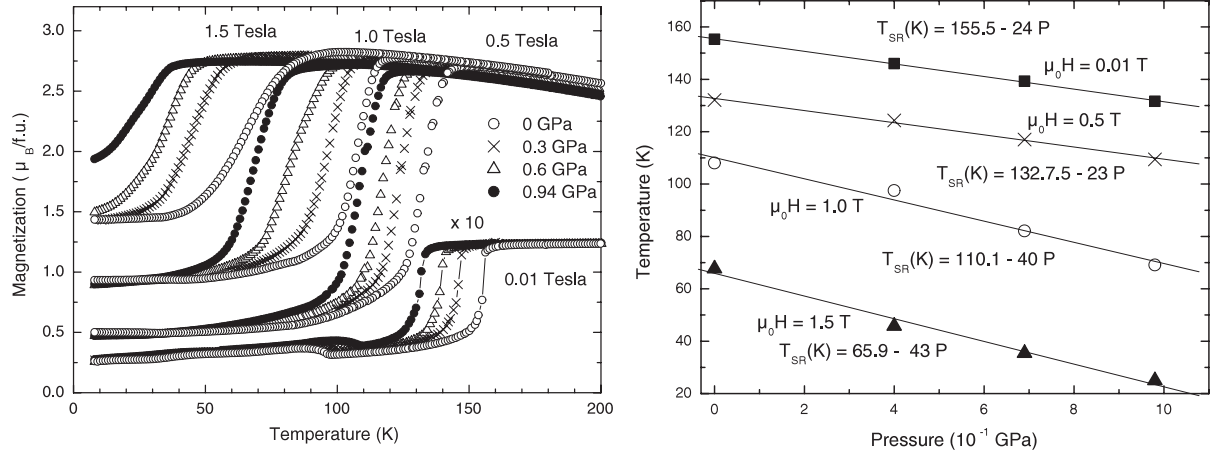 3.0
2.5
2.0
1.5
1.0
0.5
0.0
Magnetization ( μB/f.u.)
1.5 Tesla
1.0 Tesla
0.5 Tesla
0 GPa
0.3 GPa
0.6 GPa
0.94 GPa
x 10
0.01 Tesla
0 50 100 150 200
Temperature (K)
160
140
120
100
80
60
40
20
Temperature (K)
TSR(K) = 155.5 - 24 P
μ0H = 0.01 T
μ0H = 0.5 T
TSR(K) = 132.7.5 - 23 P
μ0H = 1.0 T
TSR(K) = 110.1 - 40 P
μ0H = 1.5 T
TSR(K) = 65.9 - 43 P
0 2 4 6 8 10
Pressure (10-1 GPa)